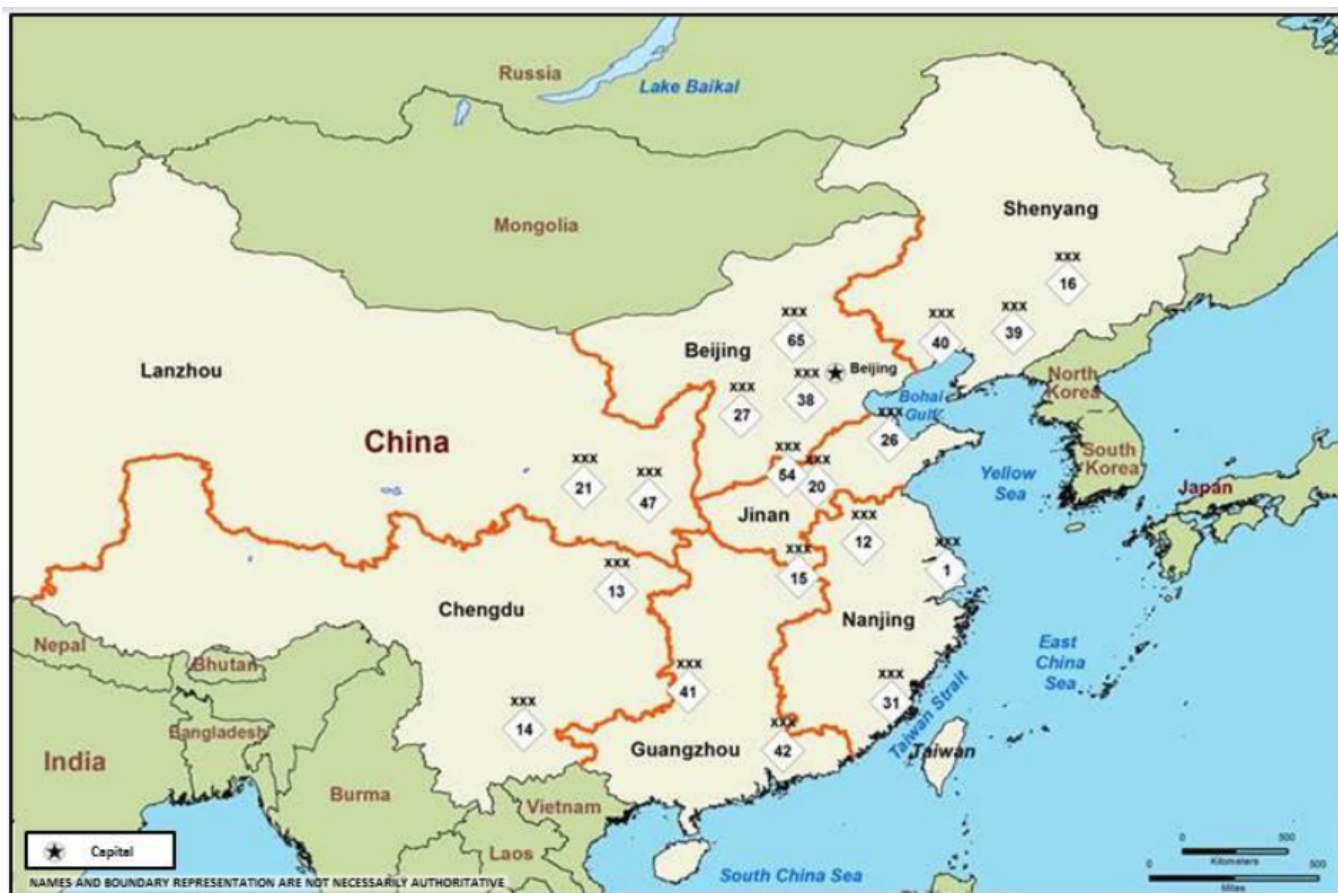 Russia
Lake Baikal
Mongolia
Shenyang
xxx
16
xxx
39
xxx
40
xxx
65
Beijing
Beijing
xxx
38
xxx
27
Lanzhou
China
North
Korea
Bohai
Gulf
xxx
26
South
Korea
Yellow
Sea
Japan
xxx
54
xxx
20
Jinan
xxx
21
xxx
47
xxx
12
xxx
1
xxx
15
xxx
13
Chengdu
Nanjing
Nepal
Bhutan
East
China
Sea
xxx
41
xxx
31
Taiwan Strait
xxx
14
Bangladesh
Guangzhou
xxx
42
Taiwan
India
Burma
Vietnam
Laos
South China Sea
0 500
Kilometers
0 500
Miles
Capital
NAMES AND BOUNDARY REPRESENTATION ARE NOT NECESSARILY AUTHORITATIVE